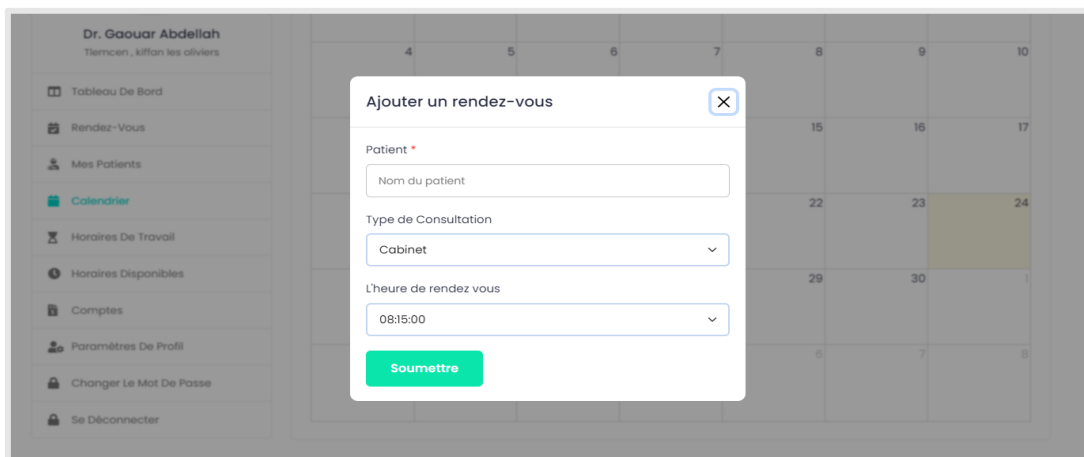 Dr. Gaouar Abdellah
Tlemcen , kiffan les oliviers
Tableau De Bord
Rendez-Vous
Mes Patients
Calendrier
Horaires De Travail
Horaires Disponibles
Comptes
Paramètres De Profil
Changer Le Mot De Passe
Se Déconnecter
4 5 6 7 8 9 10
15 16 17
22 23 24
29 30 1
6 7 8
Ajouter un rendez-vous
Patient *
Nom du patient
Type de Consultation
Cabinet
L'heure de rendez vous
08:15:00
Soumettre